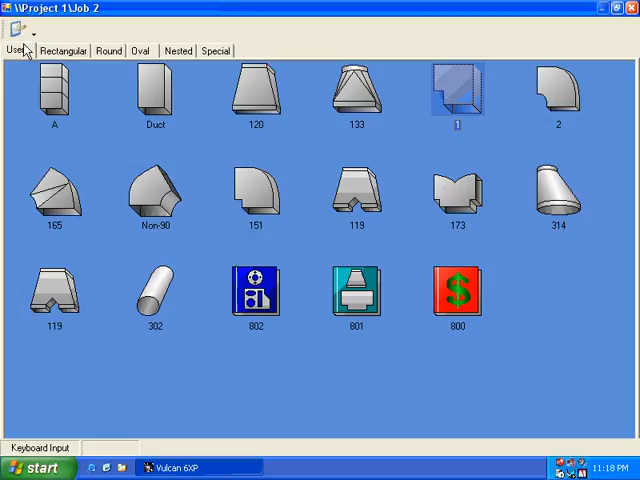 \\Project 1\Job 2
User
Rectangular
Round
Oval
Nested
Special
A
Duct
120
133
1
2
165
Non-90
151
119
173
314
119
302
802
801
$
800
Keyboard Input
start
Vulcan 6XP
11:18 PM